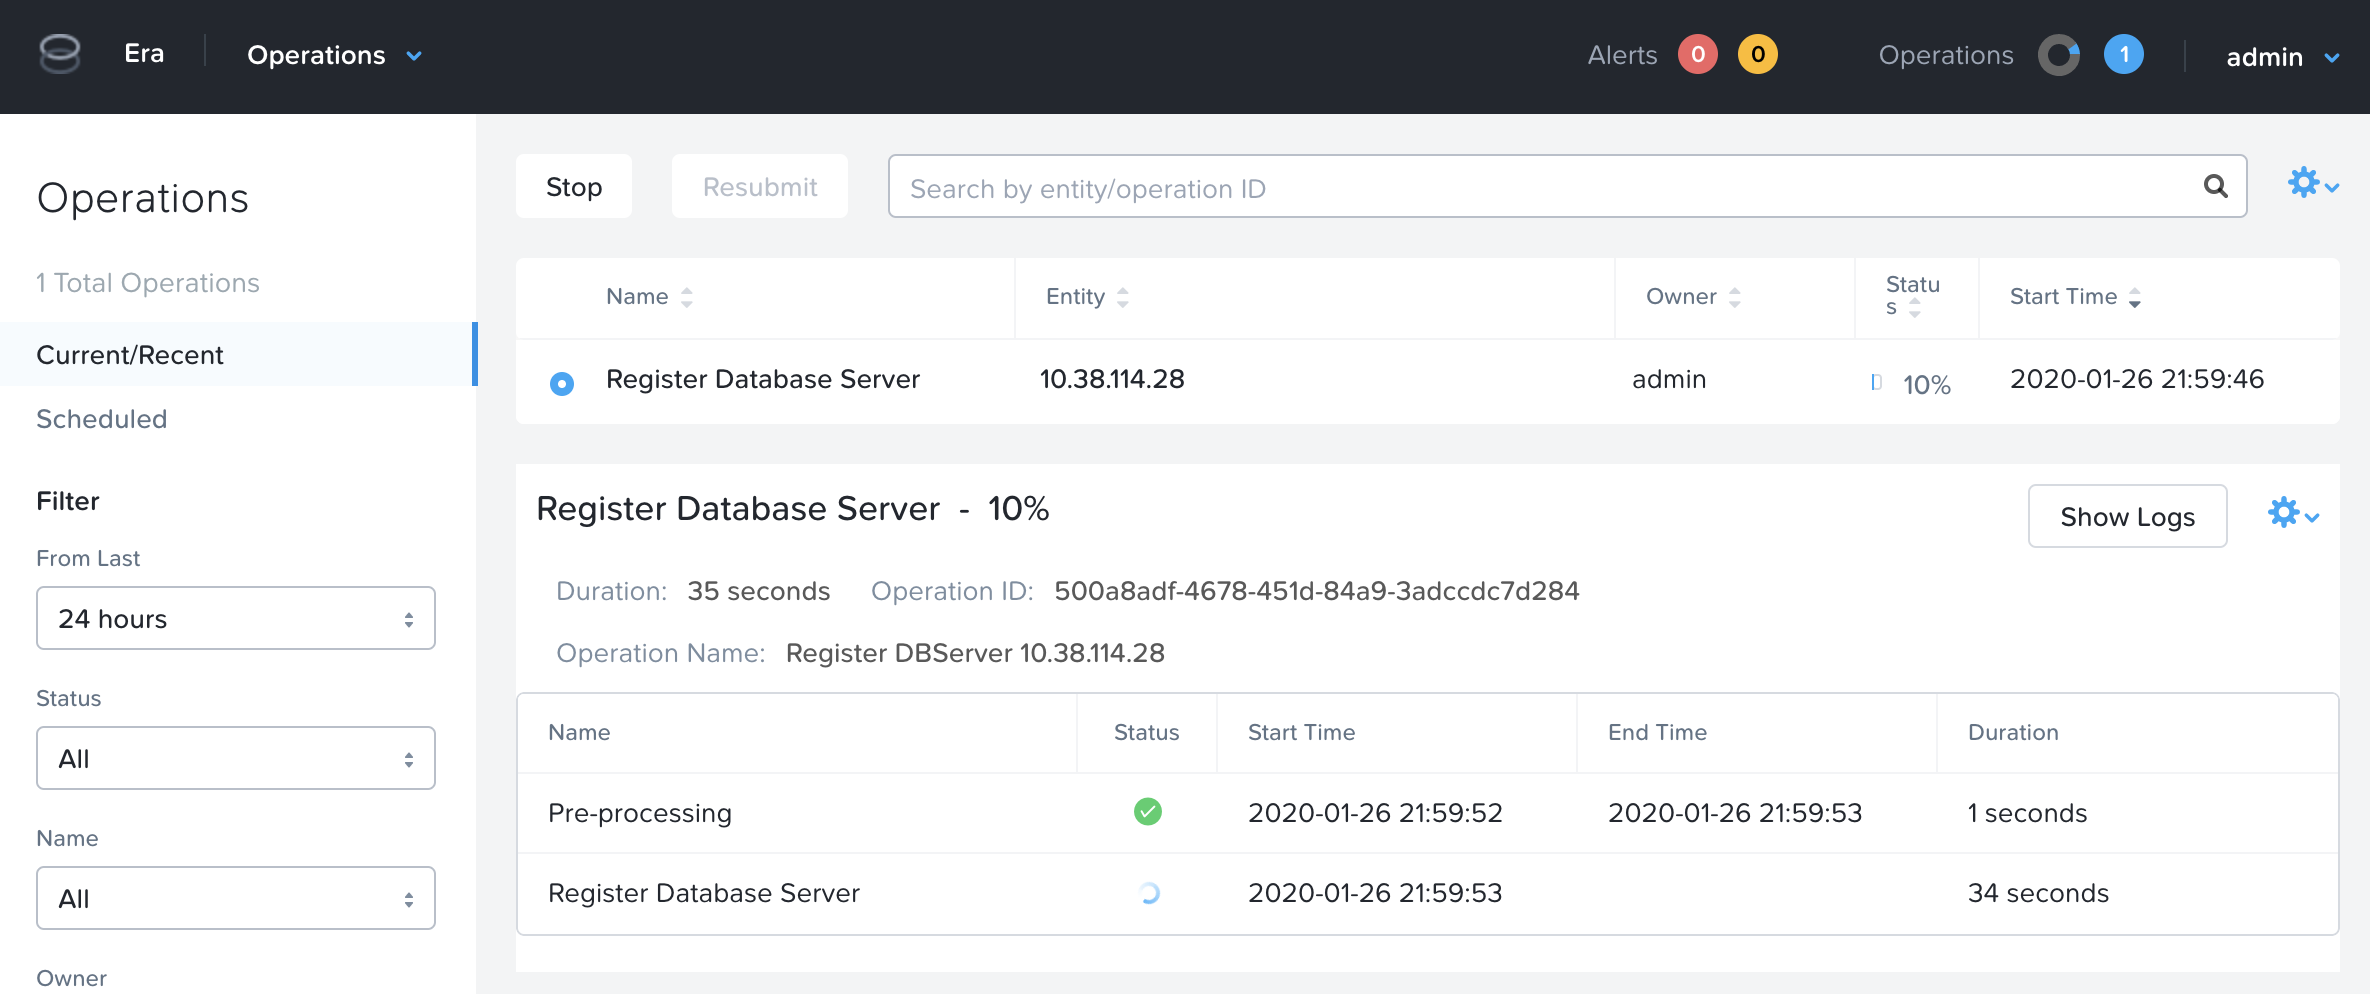 Era
Operations
Alerts 0 0
Operations 1
admin
Operations
1 Total Operations
Current/Recent
Scheduled
Filter
From Last
24 hours
Status
All
Name
All
Owner
Stop
Resubmit
Search by entity/operation ID
Name
Entity
Owner
Statu
s
Start Time
Register Database Server 10.38.114.28 admin 10% 2020-01-26 21:59:46
Register Database Server - 10%
Show Logs
Duration: 35 seconds Operation ID: 500a8adf-4678-451d-84a9-3adccdc7d284
Operation Name: Register DBServer 10.38.114.28
Name Status Start Time End Time Duration
Pre-processing 2020-01-26 21:59:52 2020-01-26 21:59:53 1 seconds
Register Database Server 2020-01-26 21:59:53 34 seconds